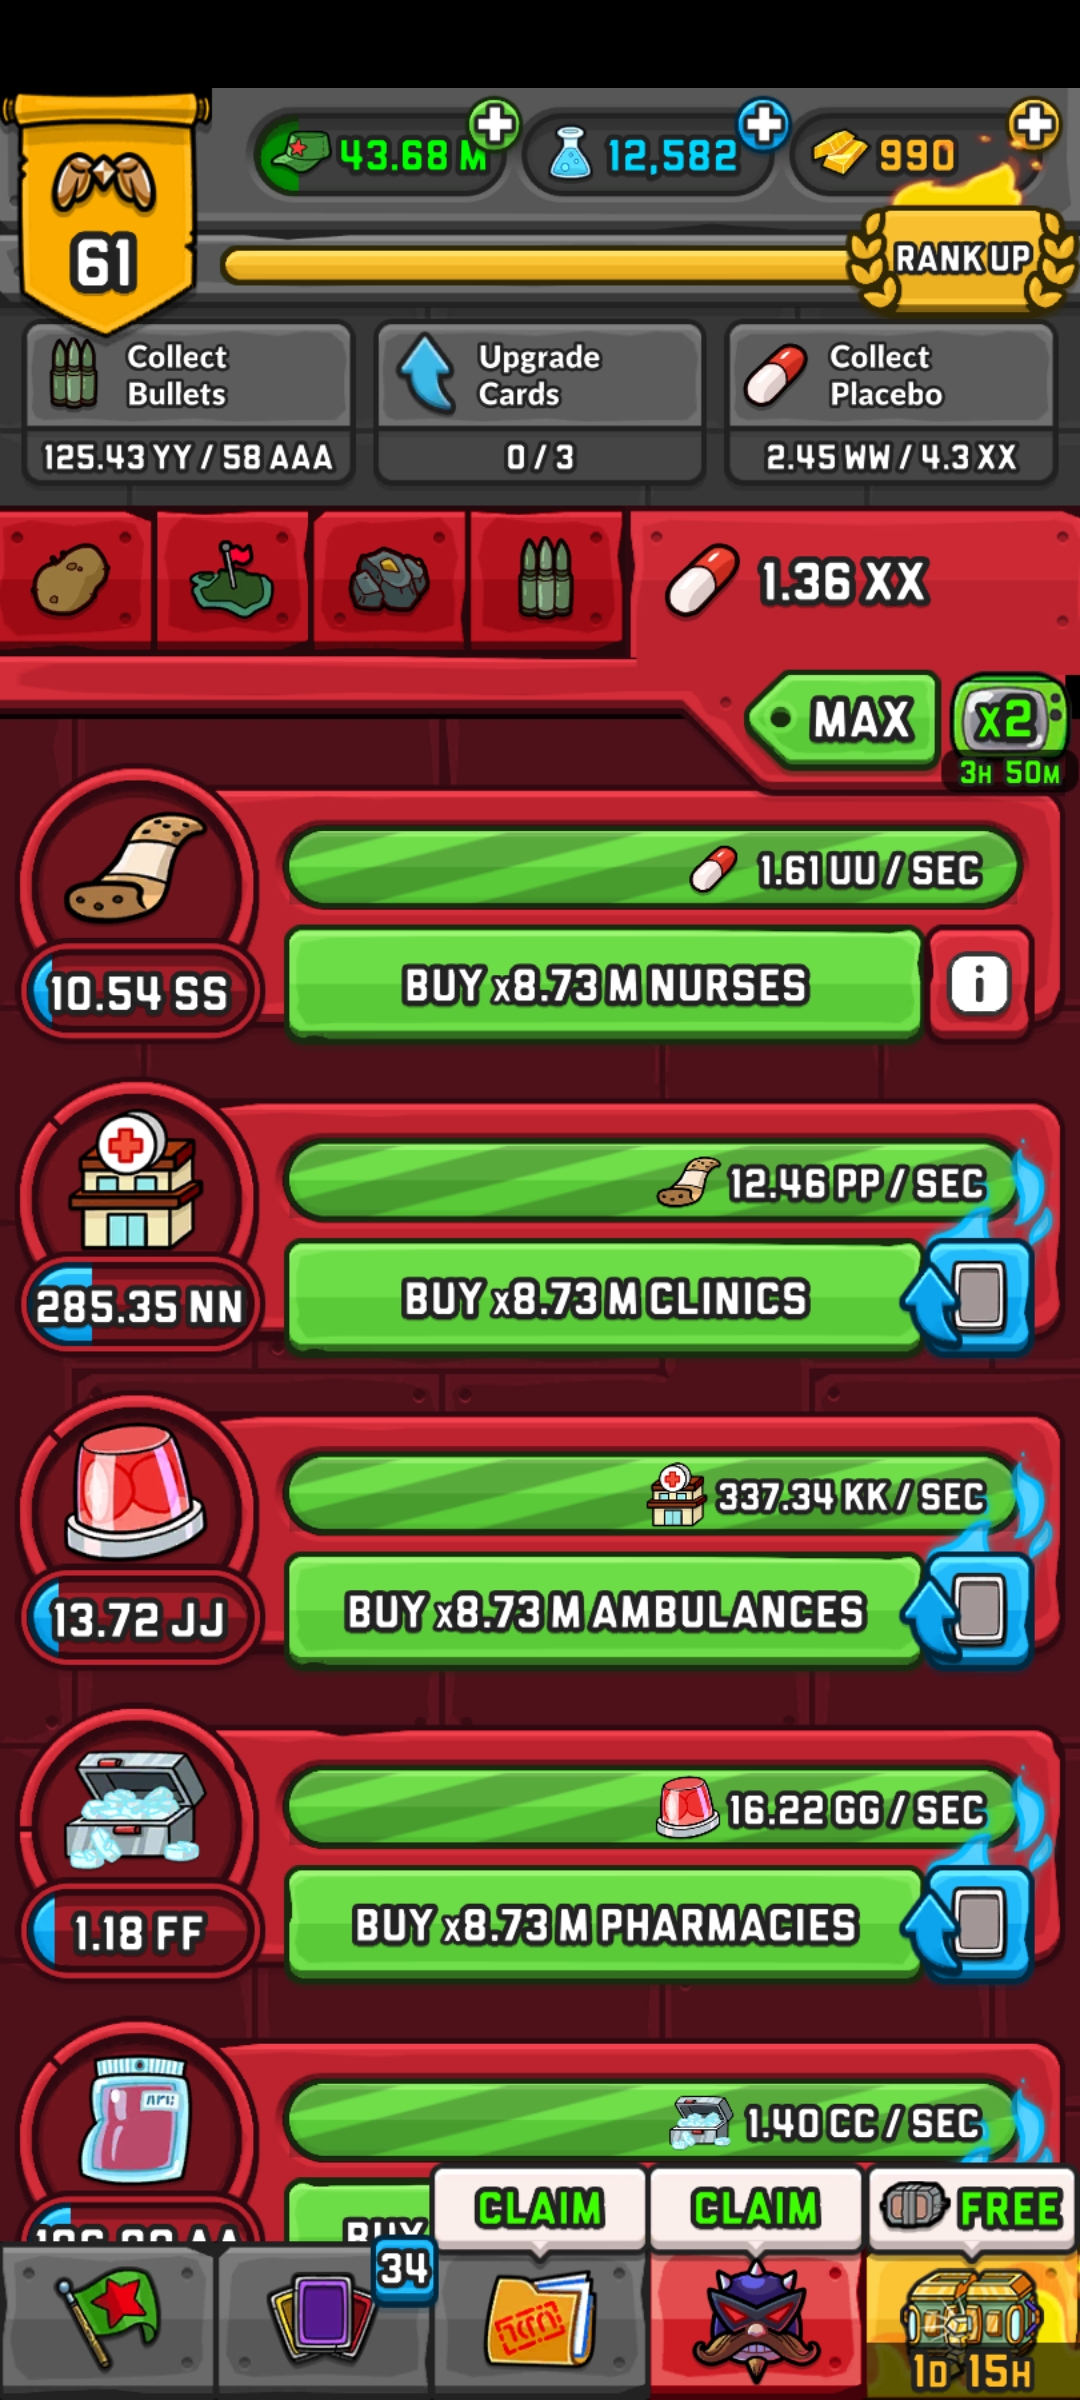 43.68 M
12,582
990
61
RANK UP
Collect
Bullets
125.43 YY / 58 AAA
Upgrade
Cards
0 / 3
Collect
Placebo
2.45 WW / 4.3 XX
1.36 XX
MAX
x2
3H 50M
1.61 UU / SEC
10.54 SS
BUY x8.73 M NURSES
i
12.46 PP / SEC
285.35 NN
BUY x8.73 M CLINICS
337.34 KK / SEC
13.72 JJ
BUY x8.73 M AMBULANCES
16.22 GG / SEC
1.18 FF
BUY x8.73 M PHARMACIES
1.40 CC / SEC
BUY
CLAIM
CLAIM
FREE
34
1D 15H